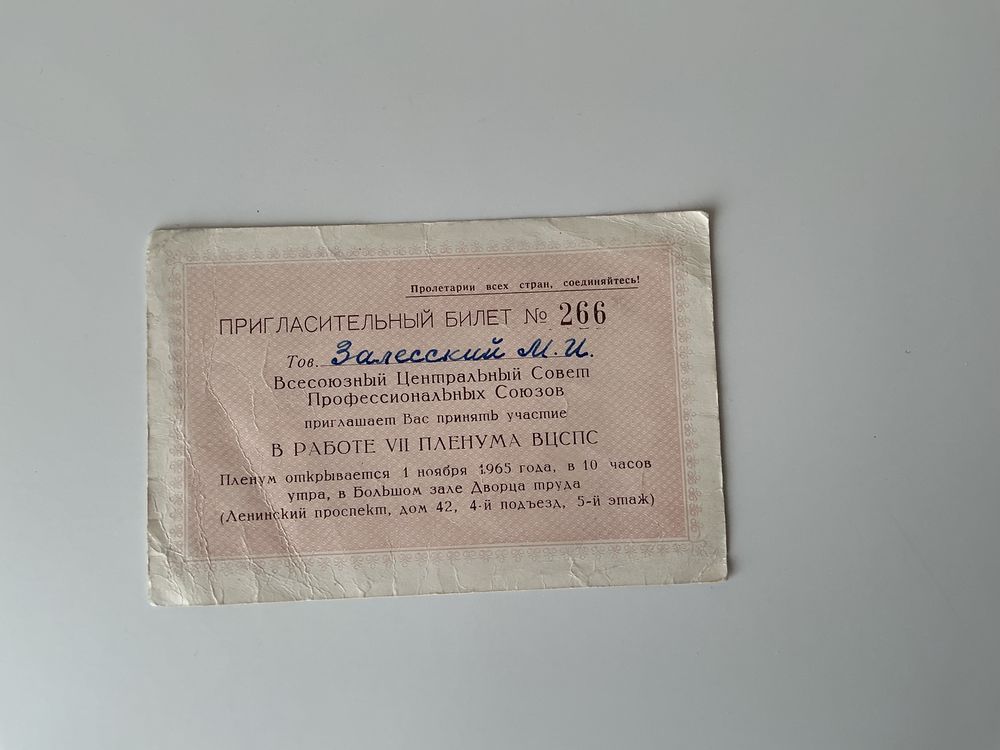 Пролетарии всех стран, соединяйтесь!
ПРИГЛАСИТЕЛЬНЫЙ БИЛЕТ № 266
Тов. Залесский М. И.
Всесоюзный Центральный Совет
Профессиональных Союзов
приглашает Вас принять участие
В РАБОТЕ VII ПЛЕНУМА ВЦСПС
Пленум открывается 1 ноября 1965 года, в 10 часов
утра, в Большом зале Дворца труда
(Ленинский проспект, дом 42, 4-й подъезд, 5-й этаж)